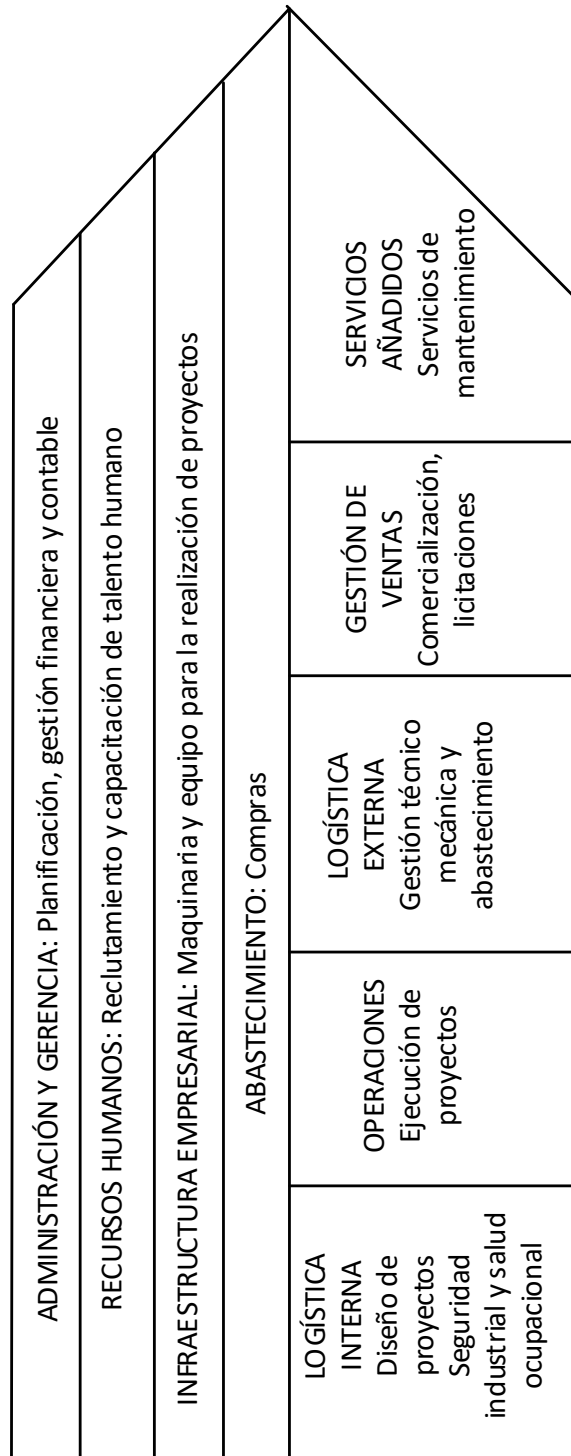 ADMINISTRACIÓN Y GERENCIA: Planificación, gestión financiera y contable
RECURSOS HUMANOS: Reclutamiento y capacitación de talento humano
INFRAESTRUCTURA EMPRESARIAL: Maquinaria y equipo para la realización de proyectos
ABASTECIMIENTO: Compras
LOGÍSTICA
INTERNA
Diseño de
proyectos
Seguridad
industrial y salud
ocupacional
OPERACIONES
Ejecución de
proyectos
LOGÍSTICA
EXTERNA
Gestión técnico
mecánica y
abastecimiento
GESTIÓN DE
VENTAS
Comercialización,
licitaciones
SERVICIOS
AÑADIDOS
Servicios de
mantenimiento